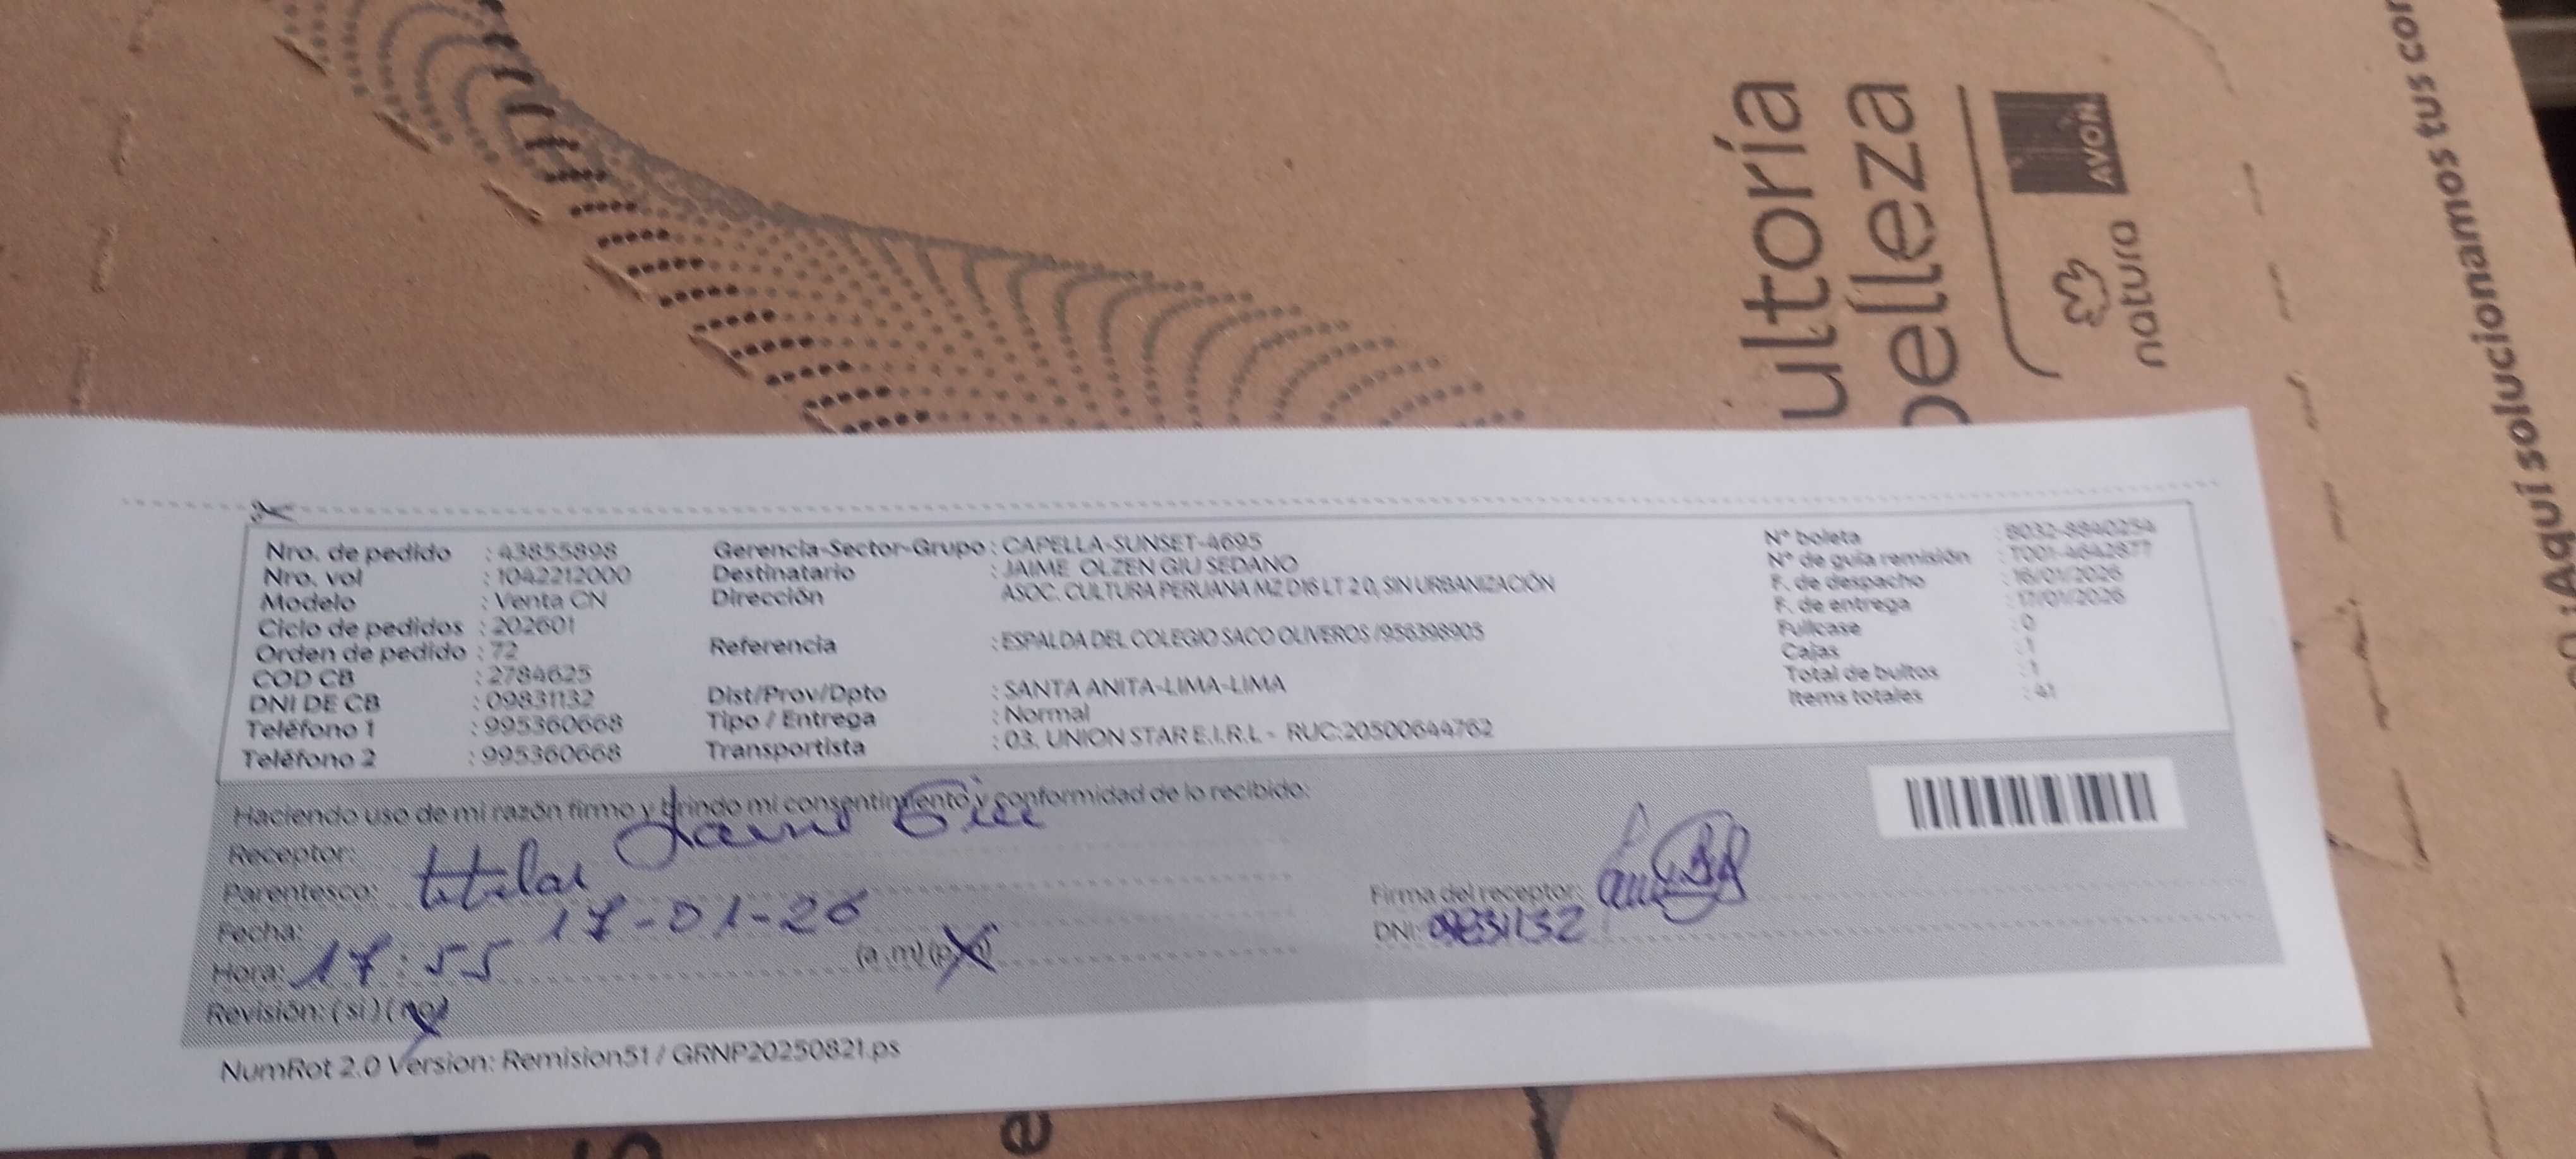 ultoría
belleza
natura
AVON
Aquí solucionamos tus
Nro. de pedido : 43855898
Nro. vol : 1042212000
Modelo : Venta CN
Ciclo de pedidos : 202601
Orden de pedido : 72
COD CB : 2784625
DNI DE CB : 09831132
Teléfono 1 : 995360668
Teléfono 2 : 995360668
Gerencia-Sector-Grupo : CAPELLA-SUNSET-4695
Destinatario : JAIME OLZEN GIU SEDANO
Dirección ASOC. CULTURA PERUANA MZ D16 LT 2 0, SIN URBANIZACIÓN
Referencia : ESPALDA DEL COLEGIO SACO OLIVEROS /956398905
Dist/Prov/Dpto : SANTA ANITA-LIMA-LIMA
Tipo / Entrega : Normal
Transportista : 03. UNION STAR E.I.R.L - RUC:20500644762
N° boleta : B032-8840254
N° de guía remisión : T001-4642877
F. de despacho : 16/01/2026
F. de entrega : 17/01/2026
Fullcase : 0
Cajas : 1
Total de bultos : 1
Items totales : 41
Haciendo uso de mi razón firmo y brindo mi consentimiento y conformidad de lo recibido:
Receptor:
Parentesco: titular
Fecha: 17-01-26
Hora: 17:55 (a.m) (p.m)
Revisión: (si) (no)
Firma del receptor:
DNI: 09831132
NumRot 2.0 Version: Remision51 / GRNP20250821.ps